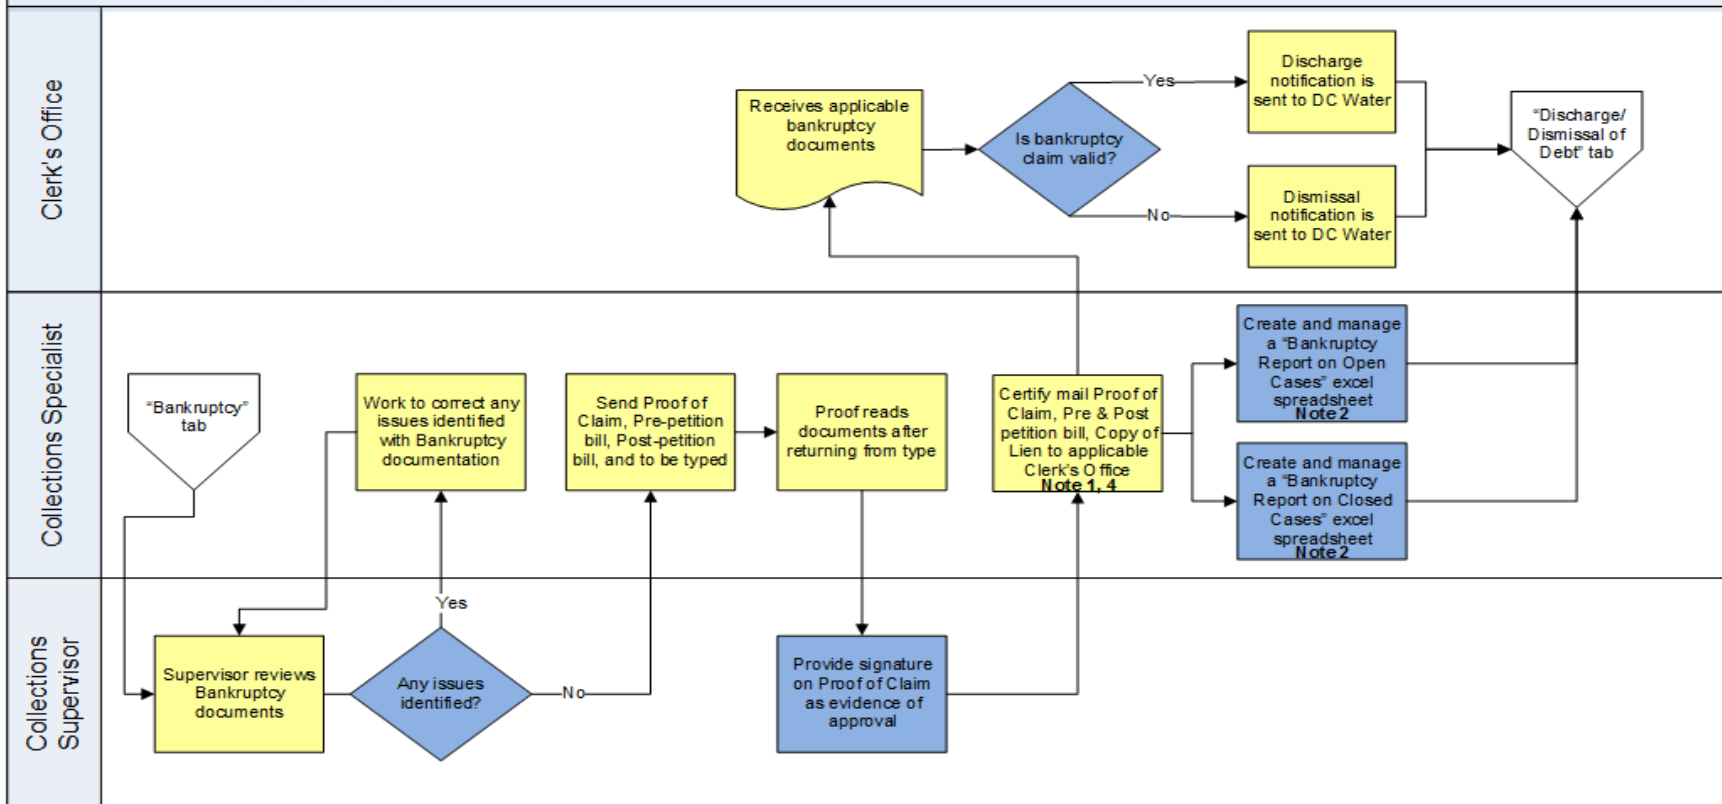 Clerk's Office
Receives applicable
bankruptcy
documents
Is bankruptcy
claim valid?
Yes
No
Discharge
notification is
sent to DC Water
Dismissal
notification is
sent to DC Water
“Discharge/
Dismissal of
Debt” tab
Collections Specialist
“Bankruptcy”
tab
Work to correct any
issues identified
with Bankruptcy
documentation
Send Proof of
Claim, Pre-petition
bill, Post-petition
bill, and to be typed
Proof reads
documents after
returning from type
Certify mail Proof of
Claim, Pre & Post
petition bill, Copy of
Lien to applicable
Clerk's Office
Note 1, 4
Create and manage
a “Bankruptcy
Report on Open
Cases” excel
spreadsheet
Note 2
Create and manage
a “Bankruptcy
Report on Closed
Cases” excel
spreadsheet
Note 2
Collections
Supervisor
Supervisor reviews
Bankruptcy
documents
Any issues
identified?
Yes
No
Provide signature
on Proof of Claim
as evidence of
approval